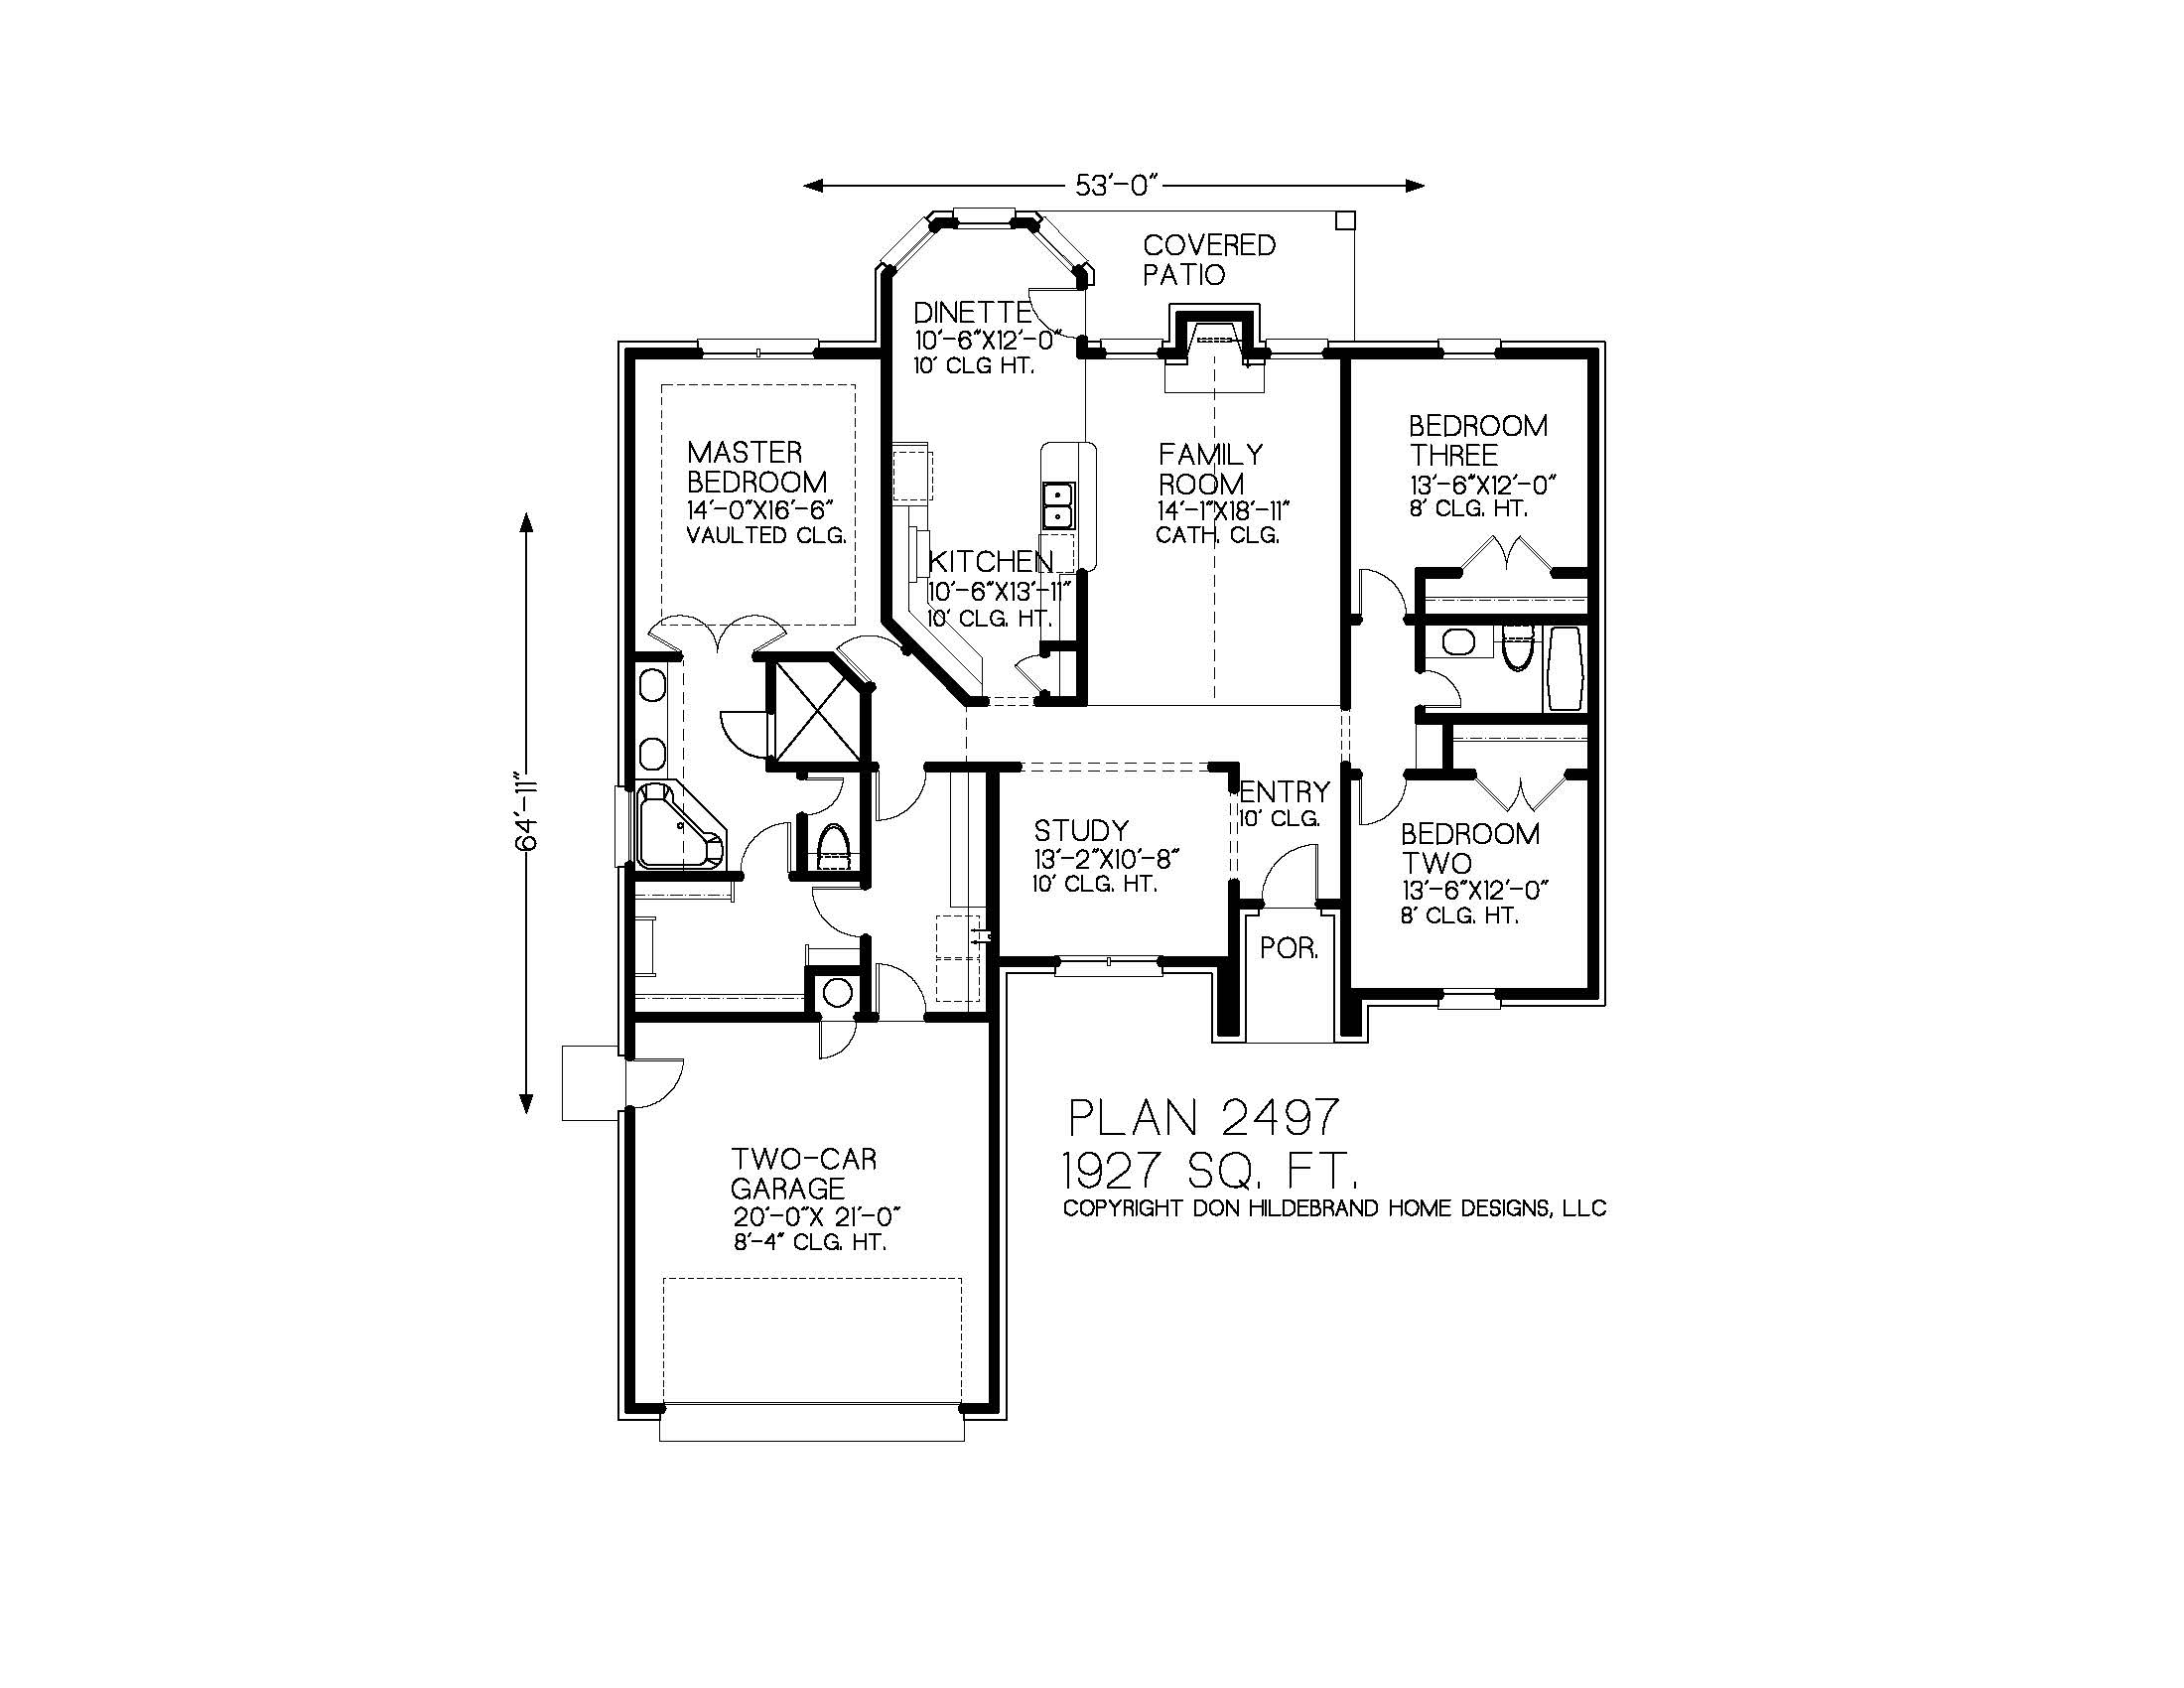 53'-0"
COVERED
PATIO
DINETTE
10'-6"X12'-0"
10' CLG HT.
MASTER
BEDROOM
14'-0"X16'-6"
VAULTED CLG.
FAMILY
ROOM
14'-1"X18'-11"
CATH. CLG.
BEDROOM
THREE
13'-6"X12'-0"
8' CLG. HT.
KITCHEN
10'-6"X13'-11"
10' CLG. HT.
64'-11"
ENTRY
10' CLG.
STUDY
13'-2"X10'-8"
10' CLG. HT.
BEDROOM
TWO
13'-6"X12'-0"
8' CLG. HT.
POR.
PLAN 2497
1927 SQ. FT.
COPYRIGHT DON HILDEBRAND HOME DESIGNS, LLC
TWO-CAR
GARAGE
20'-0"X 21'-0"
8'-4" CLG. HT.